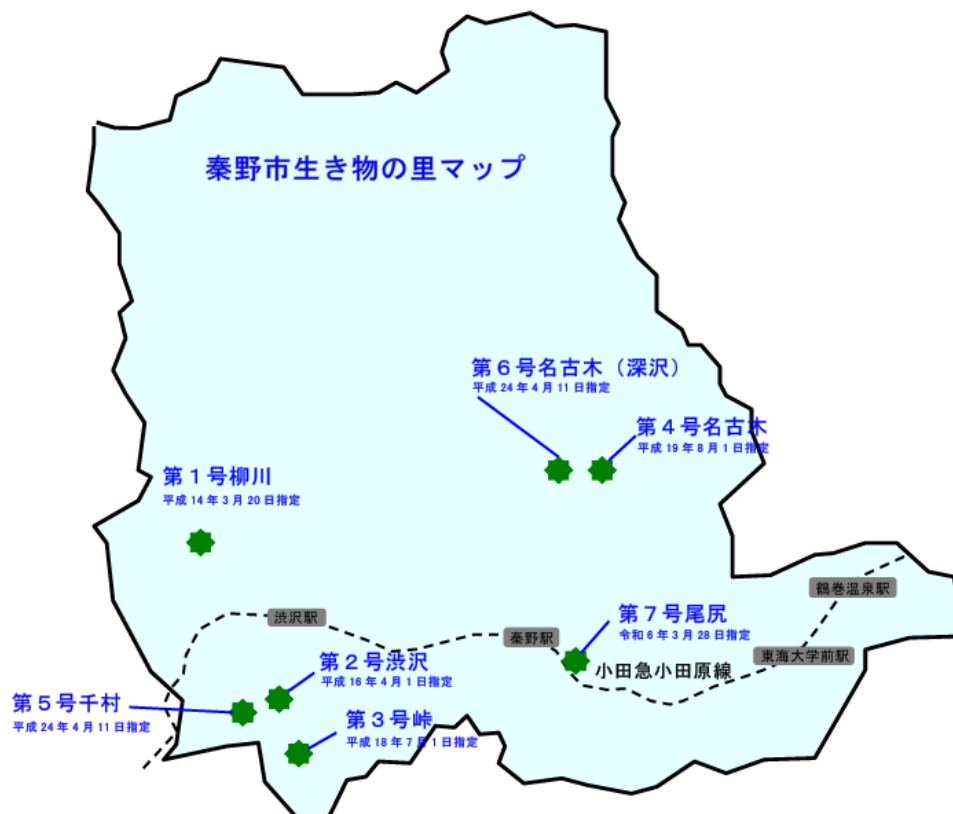 秦野市生き物の里マップ
第６号名古木（深沢）
平成 24 年 4 月 11 日指定
第４号名古木
平成 19 年 8 月 1 日指定
第１号柳川
平成 14 年 3 月 20 日指定
鶴巻温泉駅
渋沢駅
第７号尾尻
令和 6 年 3 月 28 日指定
秦野駅
東海大学前駅
小田急小田原線
第２号渋沢
平成 16 年 4 月 1 日指定
第５号千村
平成 24 年 4 月 11 日指定
第３号峠
平成 18 年 7 月 1 日指定